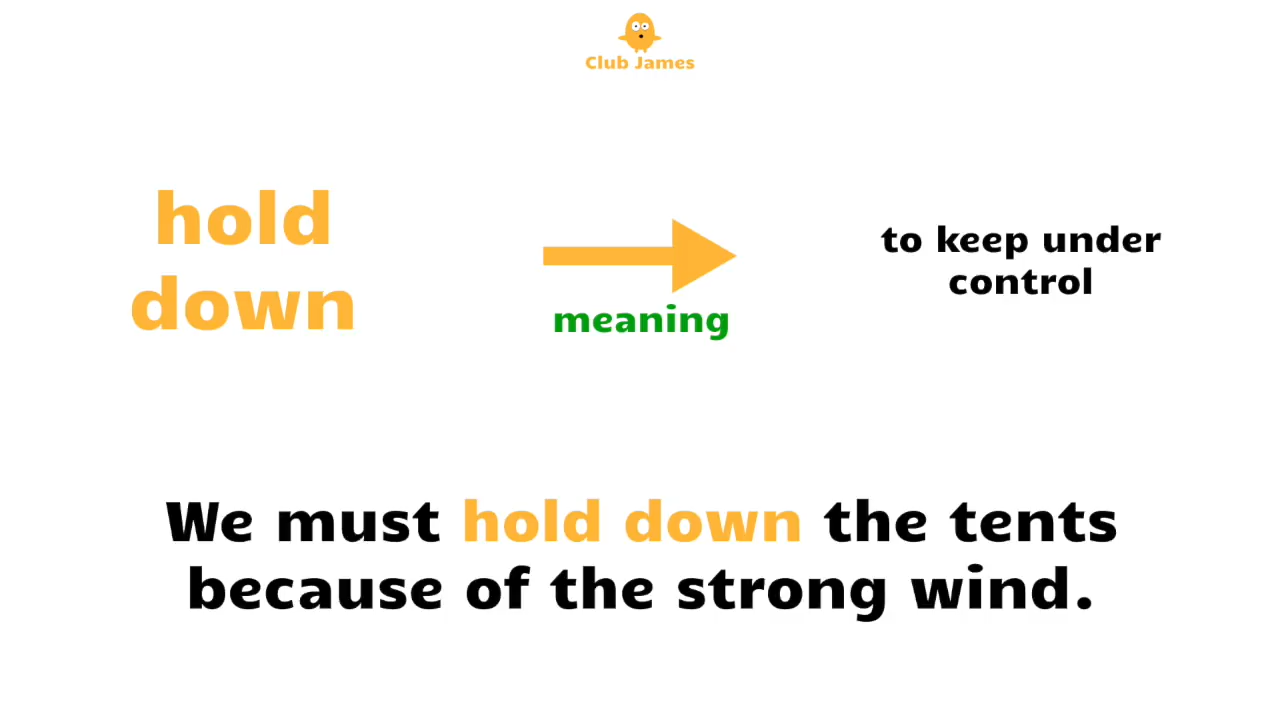 Club James
hold
down
meaning
to keep under
control
We must hold down the tents
because of the strong wind.